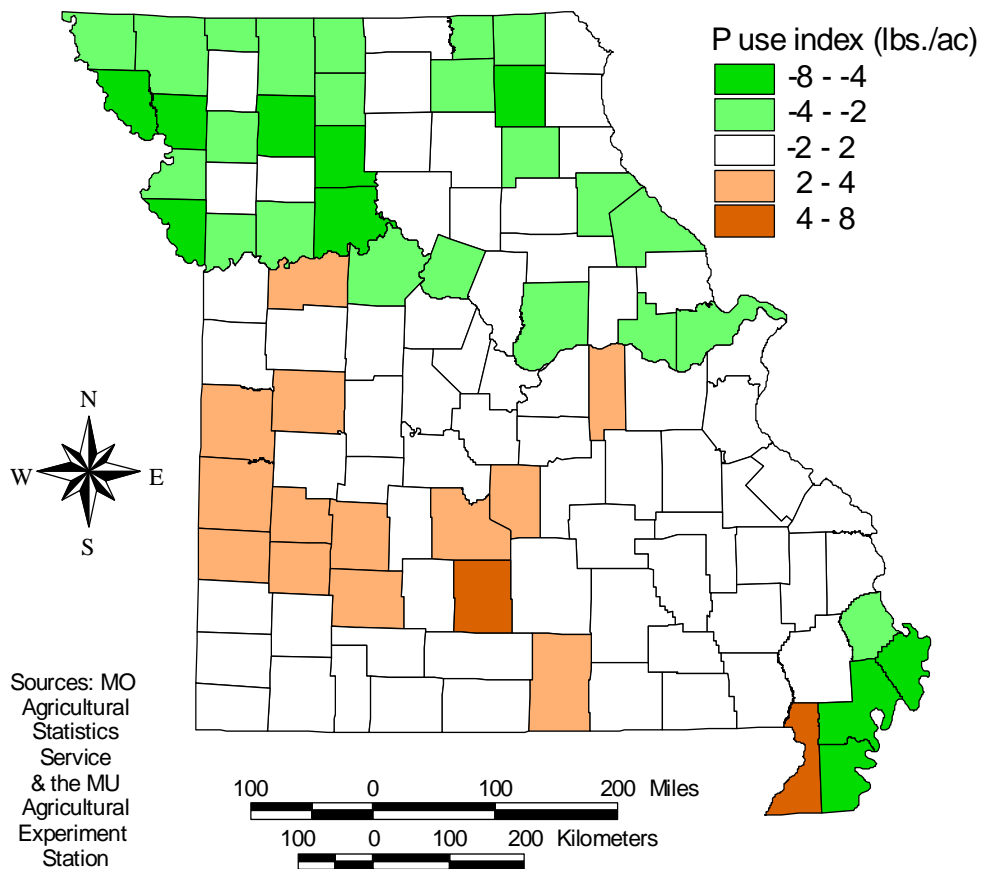 P use index (lbs./ac)
-8 - -4
-4 - -2
-2 - 2
2 - 4
4 - 8
N
W E
S
Sources: MO
Agricultural
Statistics
Service
& the MU
Agricultural
Experiment
Station
100 0 100 200 Miles
100 0 100 200 Kilometers